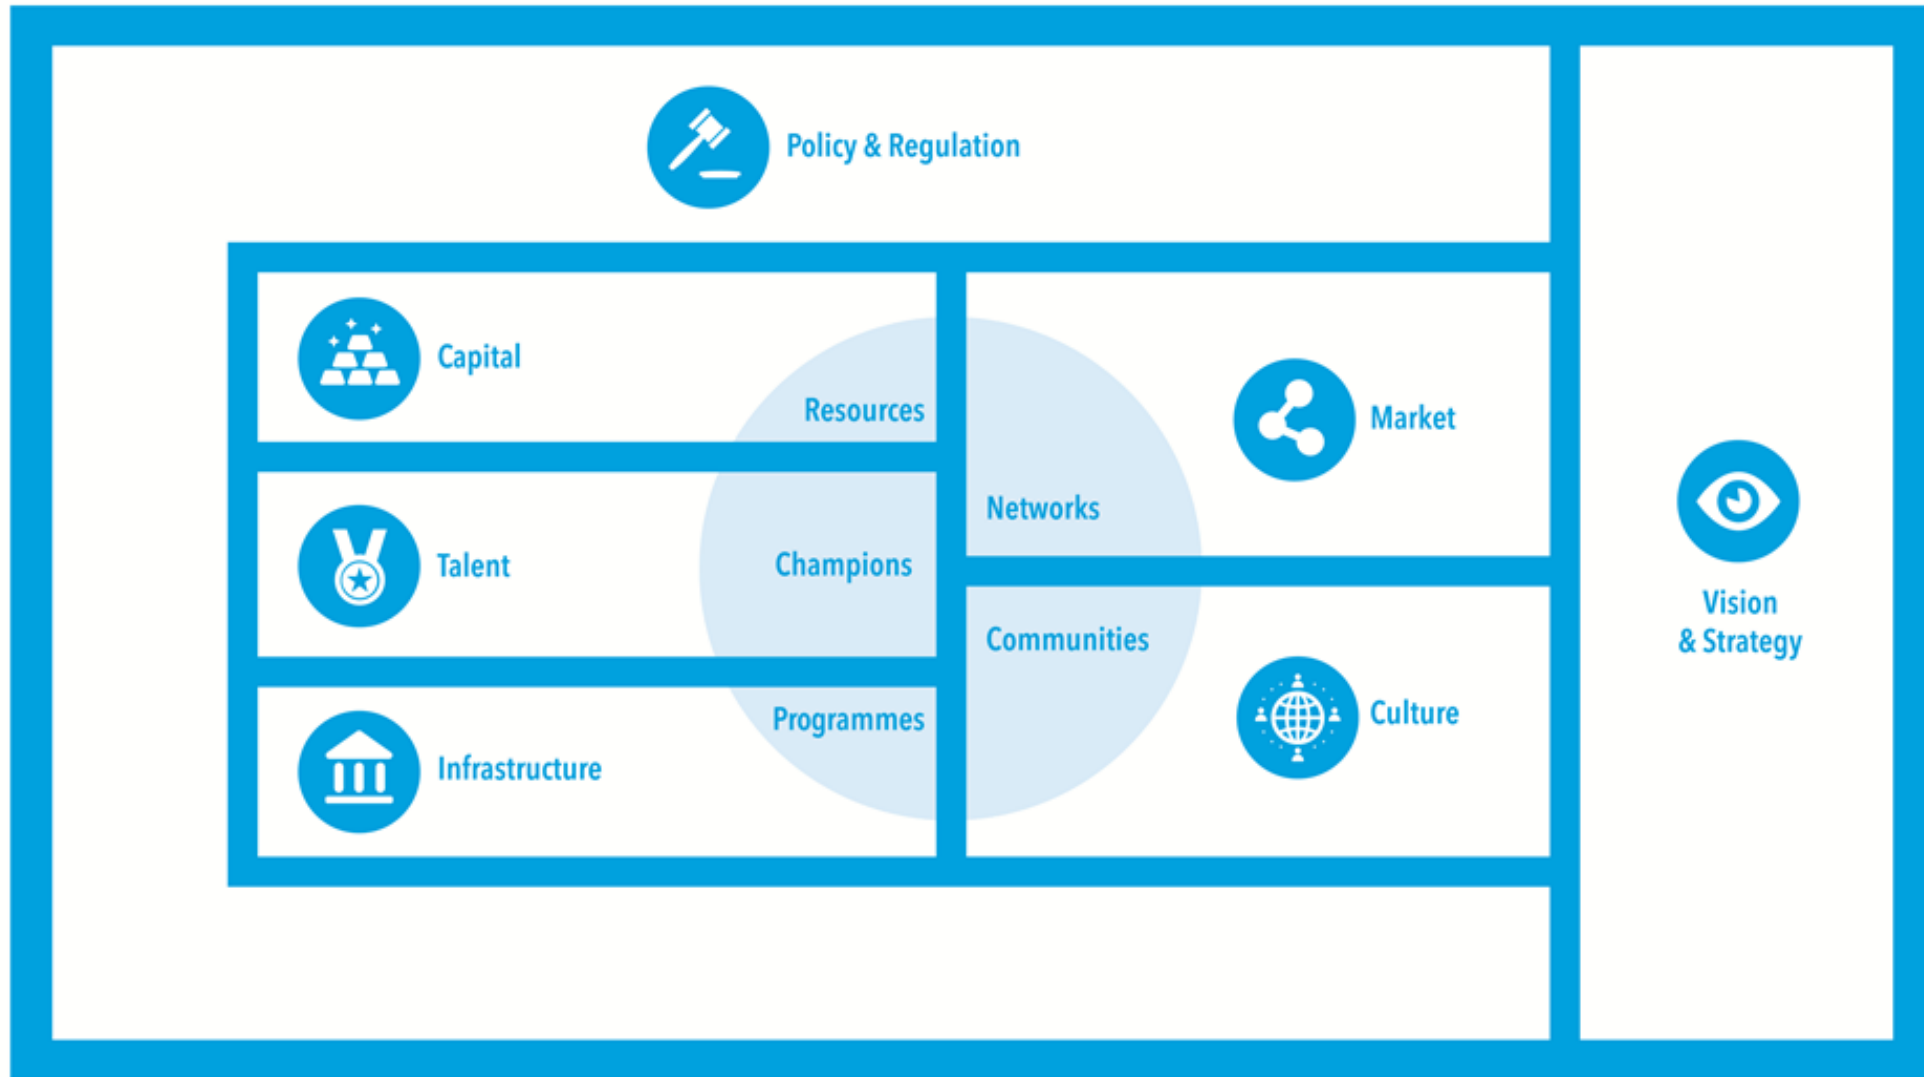 Policy & Regulation
Capital
Resources
Talent
Champions
Infrastructure
Programmes
Market
Networks
Communities
Culture
Vision
& Strategy